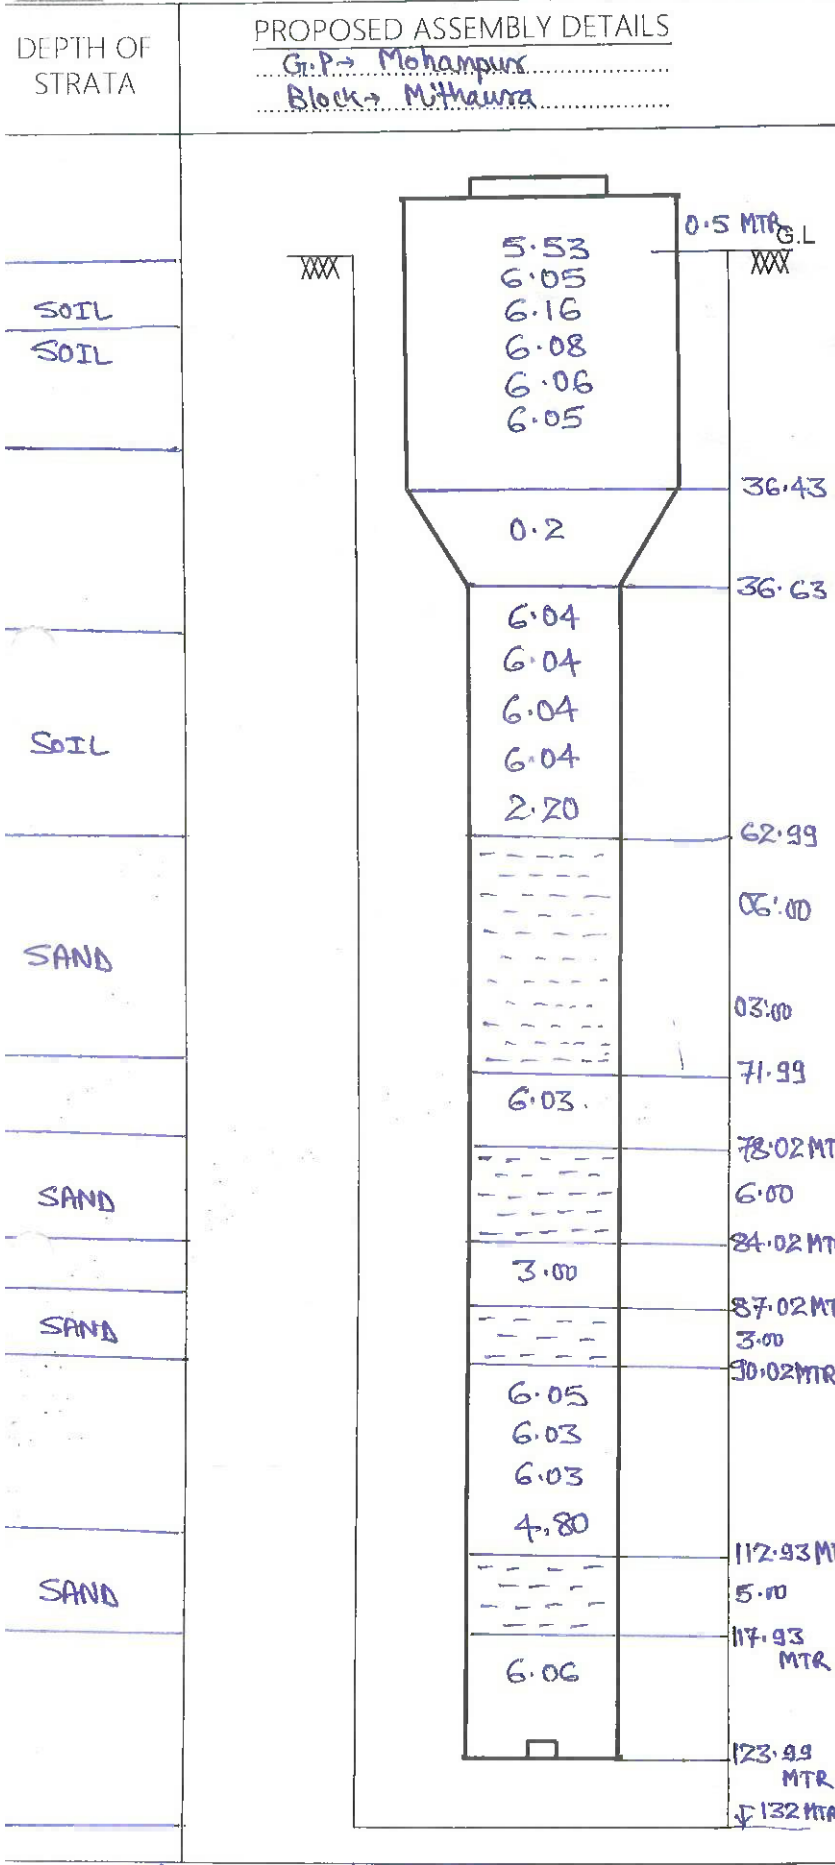 DEPTH OF
STRATA
PROPOSED ASSEMBLY DETAILS
G.P→ Mohanpur
Block→ Mithaura
0.5 MTR
G.L
5.53
6.05
6.16
6.08
6.06
6.05
SOIL
SOIL
36.43
0.2
36.63
6.04
6.04
6.04
6.04
2.20
SOIL
62.99
06.00
SAND
03.00
71.99
6.03
78.02 MT
SAND
6.00
84.02 MT
3.00
87.02 MT
SAND
3.00
90.02 MTR
6.05
6.03
6.03
4.80
112.93 MT
SAND
5.00
117.93
MTR
6.06
123.99
MTR
132 MTR